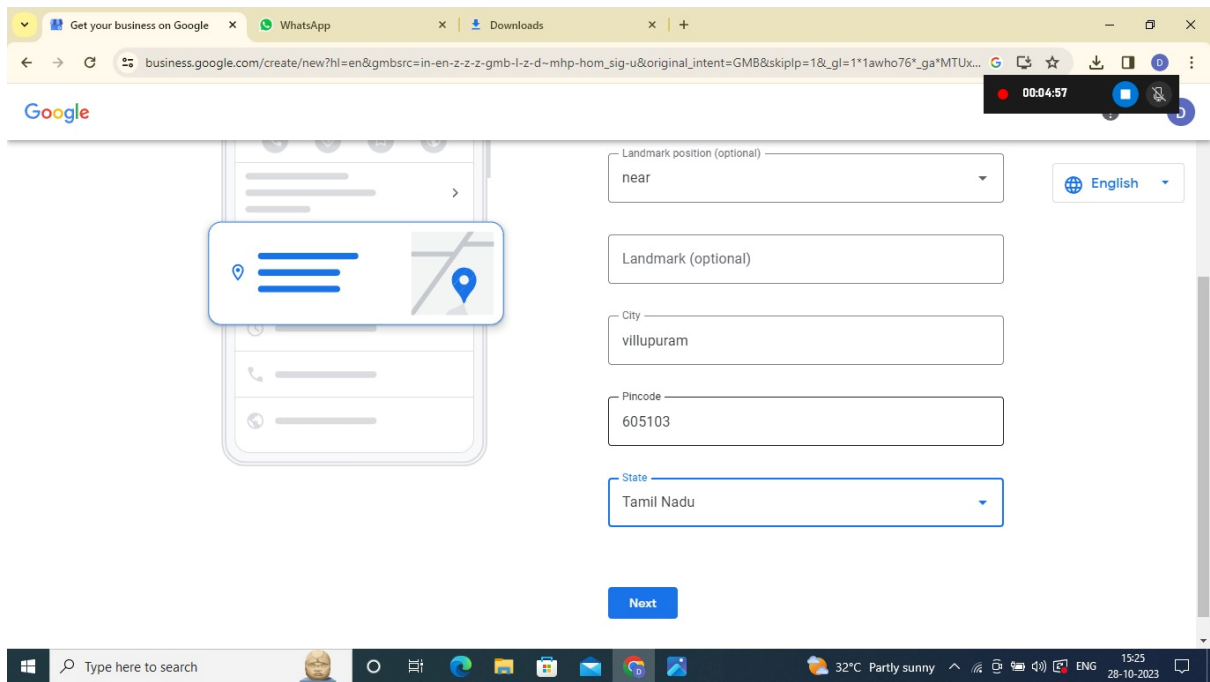 Get your business on Google
WhatsApp
Downloads
business.google.com/create/new?hl=en&gmbsrc=in-en-z-z-z-gmb-l-z-d~mhp-hom_sig-u&original_intent=GMB&skiplp=1&_gl=1*1awho76*_ga*MTUx...
G
D
Google
00:04:57
D
Landmark position (optional)
near
English
Landmark (optional)
City
villupuram
Pincode
605103
State
Tamil Nadu
Next
Type here to search
32°C Partly sunny
ENG
15:25
28-10-2023